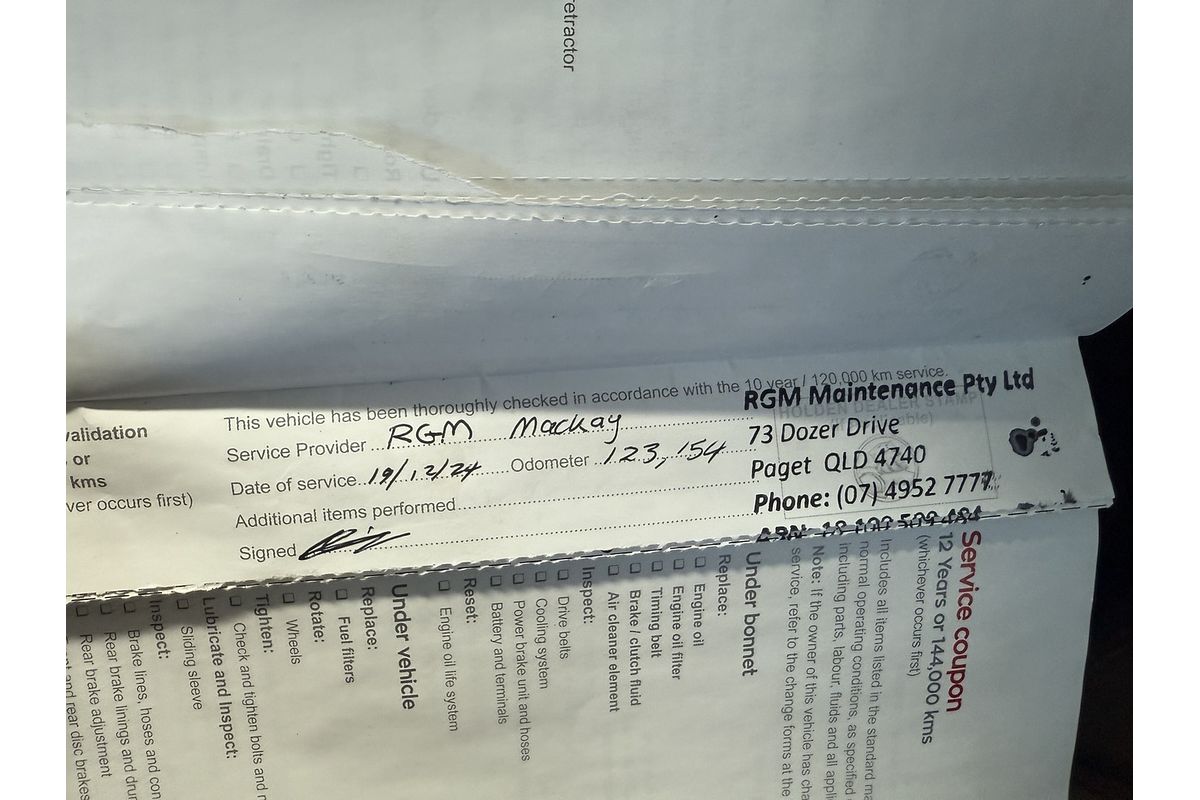 etractor
alidation
or
kms
ver occurs first)
This vehicle has been thoroughly checked in accordance with the 10 year / 120,000 km service.
Service Provider RGM Mackay
Date of service 19/12/24 Odometer 123,154
Additional items performed
Signed
HOLDEN DEALER STAMP
RGM Maintenance Pty Ltd
73 Dozer Drive
Paget QLD 4740
Phone: (07) 4952 7777
Service coupon
12 Years or 144,000 kms
(whichever occurs first)
Includes all items listed in the standard
normal operating conditions, as specified
including parts, labour, fluids and all
Note: If the owner of this vehicle has
service, refer to the change forms at the
Under bonnet
Replace:
Engine oil
Engine oil filter
Timing belt
Brake / clutch fluid
Air cleaner element
Inspect:
Drive belts
Cooling system
Power brake unit and hoses
Battery and terminals
Reset:
Engine oil life system
Under vehicle
Replace:
Fuel filters
Rotate:
Wheels
Tighten:
Check and tighten bolts and
Lubricate and Inspect:
Sliding sleeve
Inspect:
Brake lines, hoses and con
Rear brake linings and dru
Rear brake adjustment
and rear disc brakes